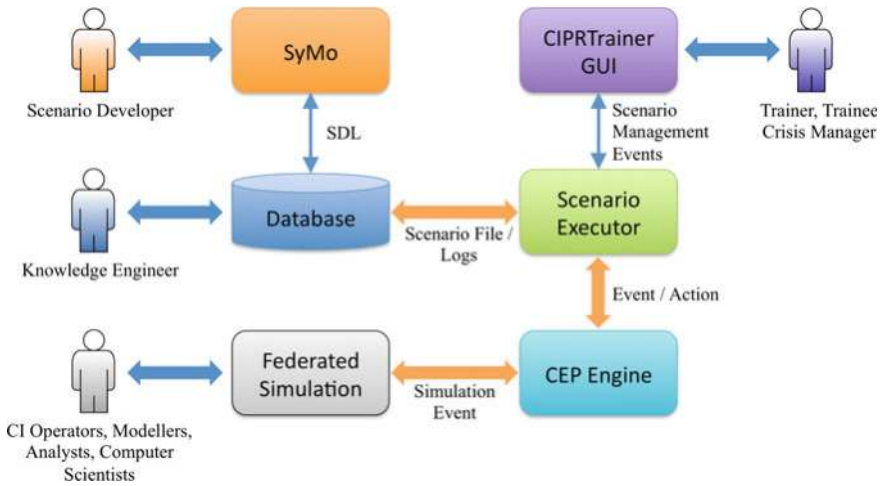 SyMo
CIPRTrainer
GUI
Scenario Developer
Scenario
Management
Events
Trainer, Trainee
Crisis Manager
SDL
Database
Scenario
Executor
Knowledge Engineer
Scenario File /
Logs
Event / Action
Federated
Simulation
CEP Engine
Simulation
Event
CI Operators, Modellers,
Analysts, Computer
Scientists